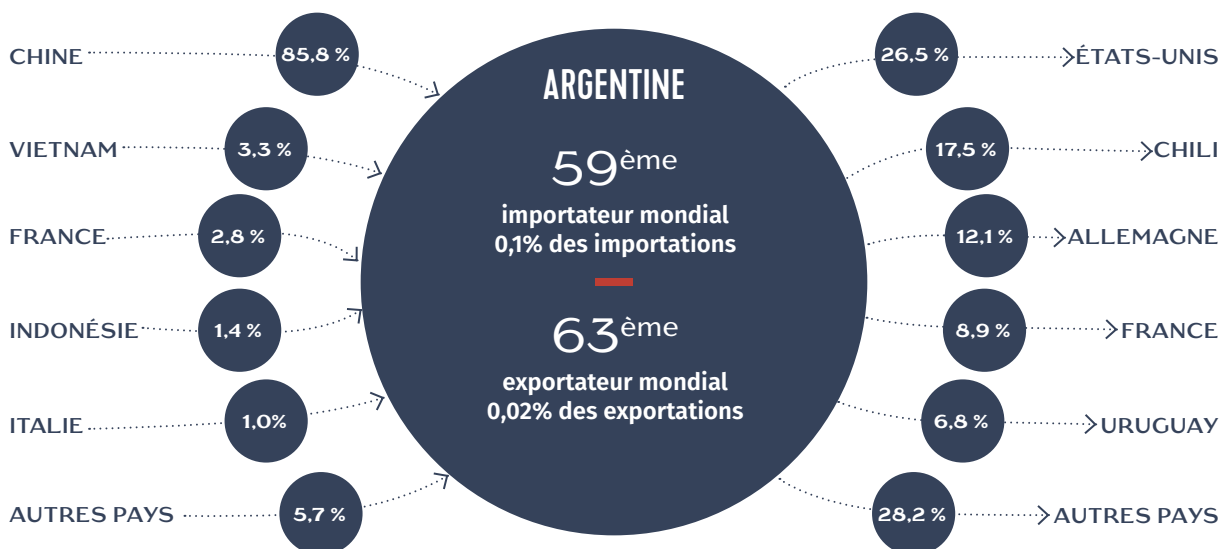 CHINE
85,8 %
VIETNAM
3,3 %
FRANCE
2,8 %
INDONÉSIE
1,4 %
ITALIE
1,0%
AUTRES PAYS
5,7 %
ARGENTINE
59ème
importateur mondial
0,1% des importations
63ème
exportateur mondial
0,02% des exportations
26,5 %
ÉTATS-UNIS
17,5 %
CHILI
12,1 %
ALLEMAGNE
8,9 %
FRANCE
6,8 %
URUGUAY
28,2 %
AUTRES PAYS